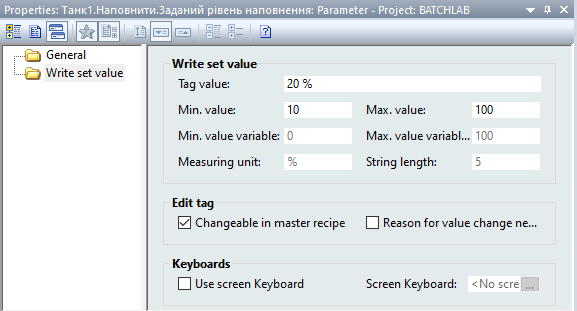 Properties: Танк1.Наповнити.Заданий рівень наповнення: Parameter - Project: BATCHLAB
General
Write set value
Write set value
Tag value: 20 %
Min. value: 10 Max. value: 100
Min. value variable: 0 Max. value variabl... 100
Measuring unit: % String length: 5
Edit tag
Changeable in master recipe Reason for value change ne...
Keyboards
Use screen Keyboard Screen Keyboard: <No scre ...